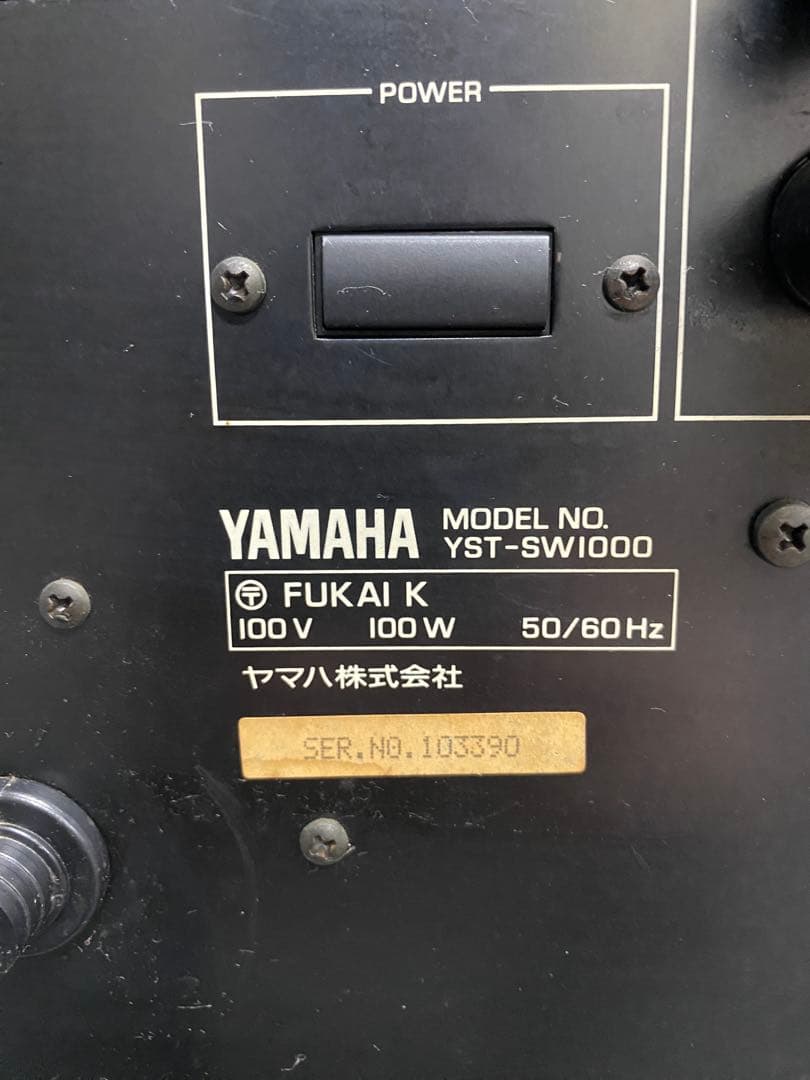 POWER
YAMAHA MODEL NO.
YST-SW1000
〶 FUKAI K
100V 100W 50/60Hz
ヤマハ株式会社
SER.NO.103390